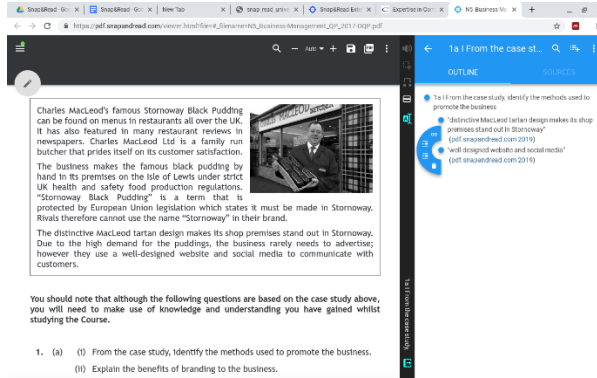 Snap&Read - Goo
Snap&Read - Goo
New Tab
snap read unive
Snap&Read Exte
Expertise in Con
N5 Business Ma
https://pdf.snapandread.com/viewer.html?file=#_filename=N5_Business-Management_QP_2017-DQP.pdf
Auto
1a I From the case st...
OUTLINE
SOURCES
Charles MacLeod's famous Stornoway Black Pudding
can be found on menus in restaurants all over the UK.
It has also featured in many restaurant reviews in
newspapers. Charles MacLeod Ltd is a family run
butcher that prides itself on its customer satisfaction.
The business makes the famous black pudding by
hand in its premises on the Isle of Lewis under strict
UK health and safety food production regulations.
"Stornoway Black Pudding" is a term that is
protected by European Union legislation which states it must be made in Stornoway.
Rivals therefore cannot use the name "Stornoway" in their brand.
The distinctive MacLeod tartan design makes its shop premises stand out in Stornoway.
Due to the high demand for the puddings, the business rarely needs to advertise;
however they use a well-designed website and social media to communicate with
customers.
You should note that although the following questions are based on the case study above,
you will need to make use of knowledge and understanding you have gained whilst
studying the Course.
1. (a) (i) From the case study, identify the methods used to promote the business.
(ii) Explain the benefits of branding to the business.
1a I From the case study,
1a I From the case study, identify the methods used to
promote the business
"distinctive MacLeod tartan design makes its shop
premises stand out in Stornoway"
(pdf.snapandread.com 2019)
"well designed website and social media"
(pdf.snapandread.com 2019)